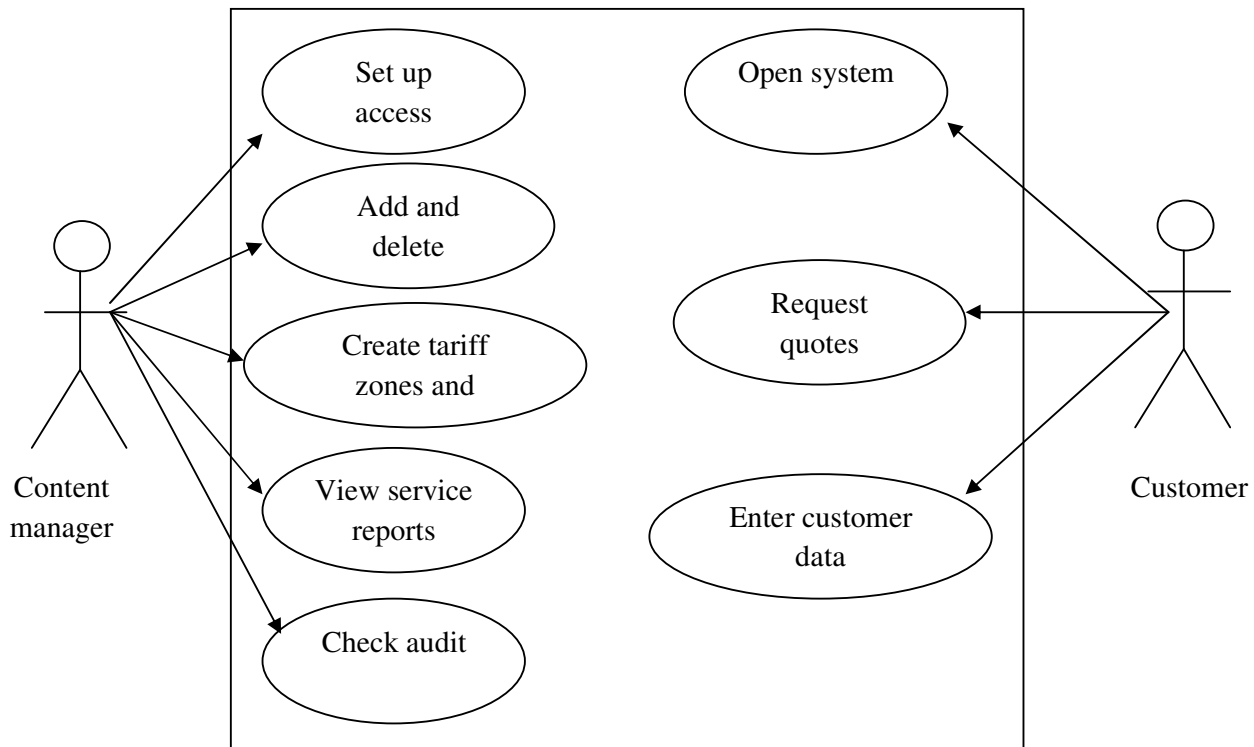 Set up
access
Open system
Add and
delete
Request
quotes
Create tariff
zones and
View service
reports
Enter customer
data
Check audit
Content
manager
Customer